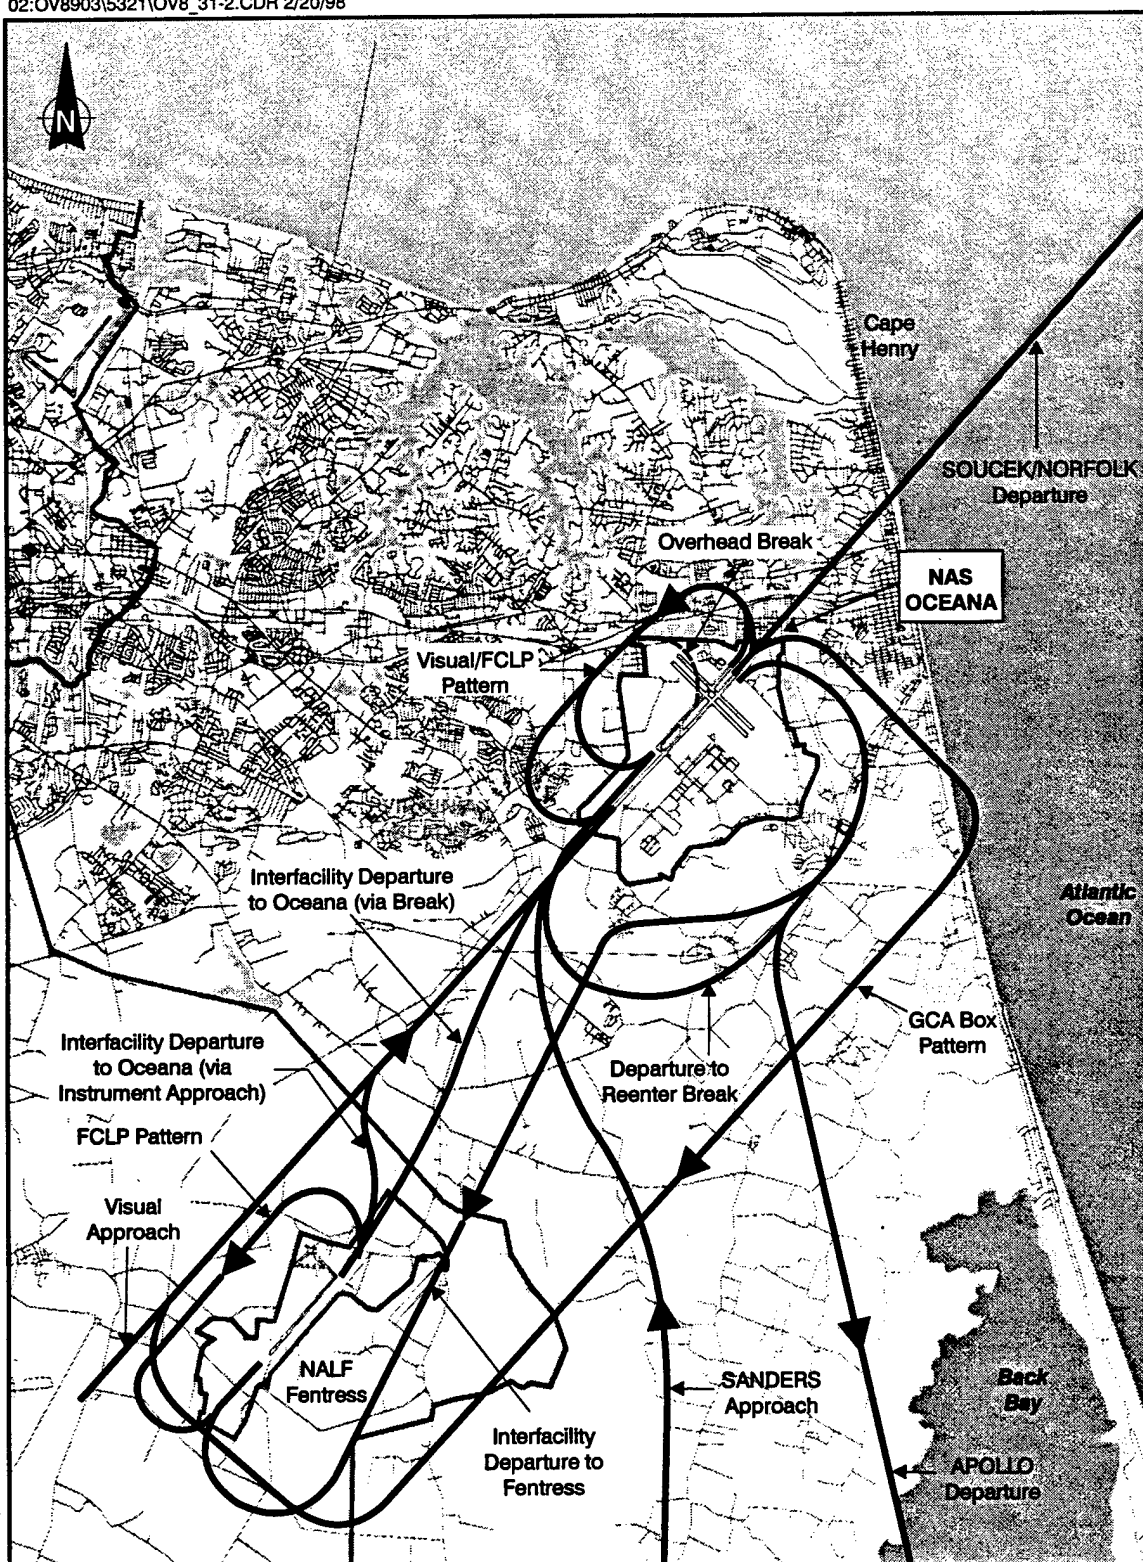 02:OV8903\5321\OV8_31-2.CDR 2/20/98
N
Cape
Henry
SOUCEK/NORFOLK
Departure
Overhead Break
NAS
OCEANA
Visual/FCLP
Pattern
Interfacility Departure
to Oceana (via Break)
Atlantic
Ocean
GCA Box
Pattern
Interfacility Departure
to Oceana (via
Instrument Approach)
Departure to
Reenter Break
FCLP Pattern
Visual
Approach
NALF
Fentress
SANDERS
Approach
Back
Bay
Interfacility
Departure to
Fentress
APOLLO
Departure